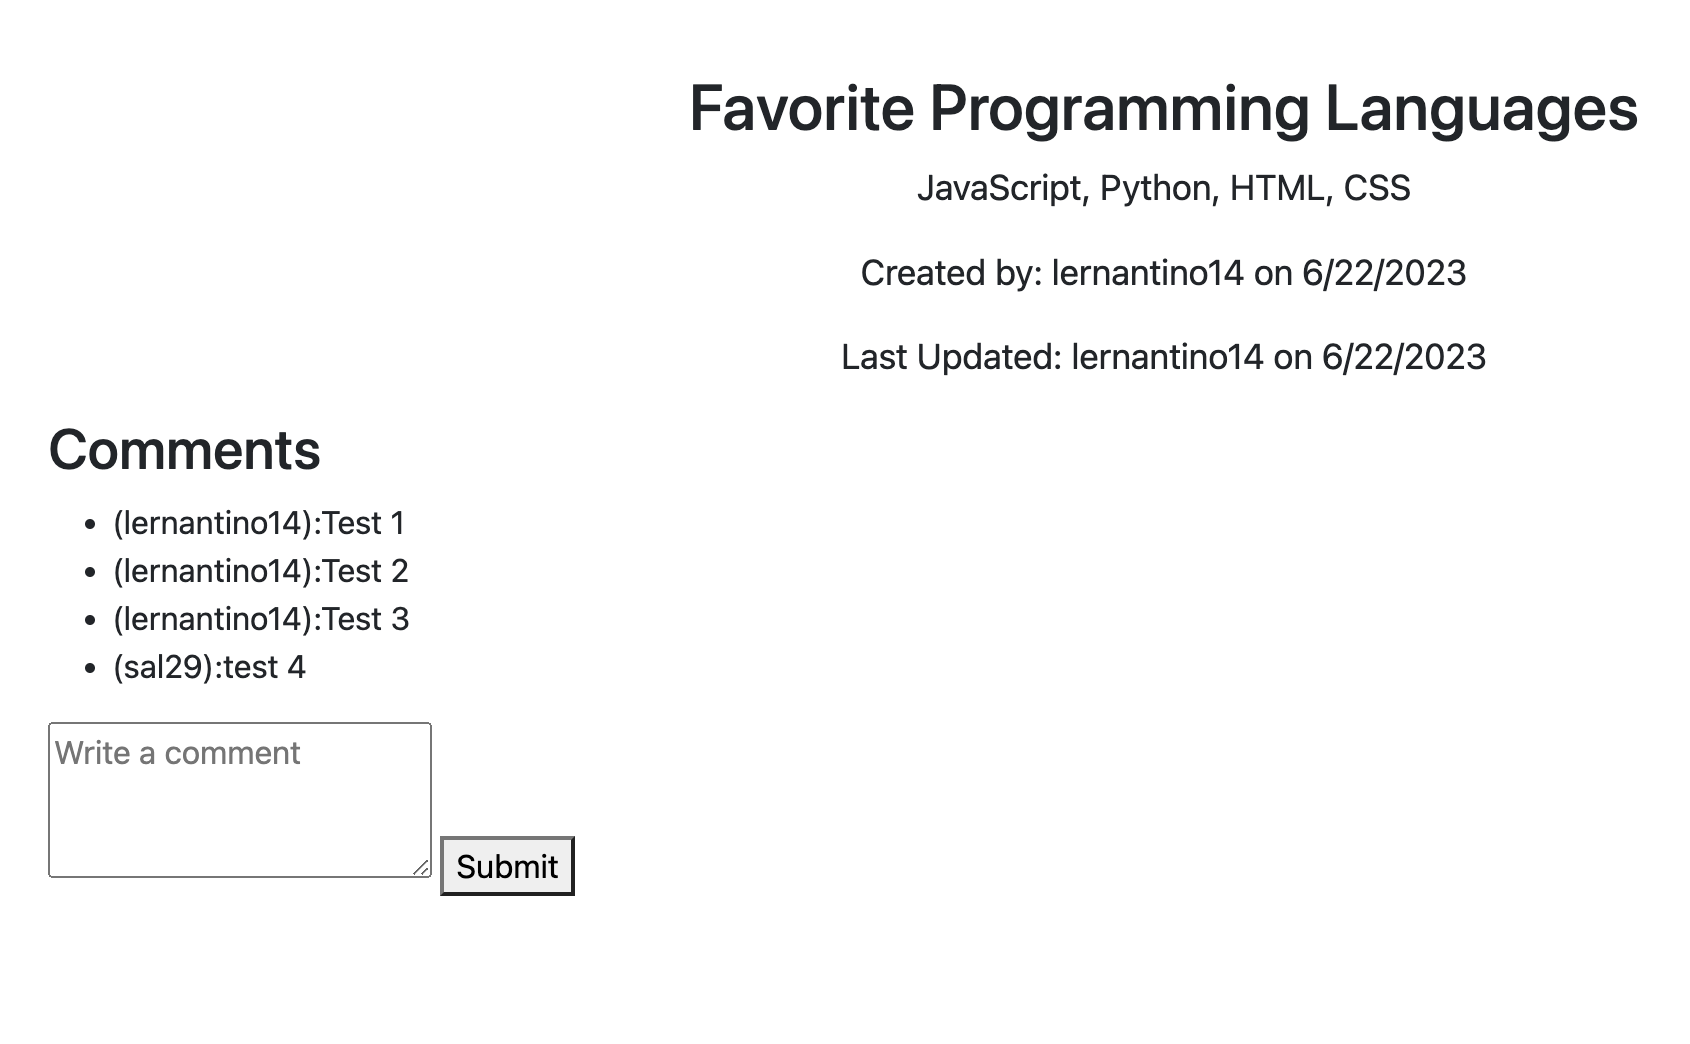 Favorite Programming Languages
JavaScript, Python, HTML, CSS
Created by: lernantino14 on 6/22/2023
Last Updated: lernantino14 on 6/22/2023
Comments
(lernantino14):Test 1
(lernantino14):Test 2
(lernantino14):Test 3
(sal29):test 4
Write a comment
Submit